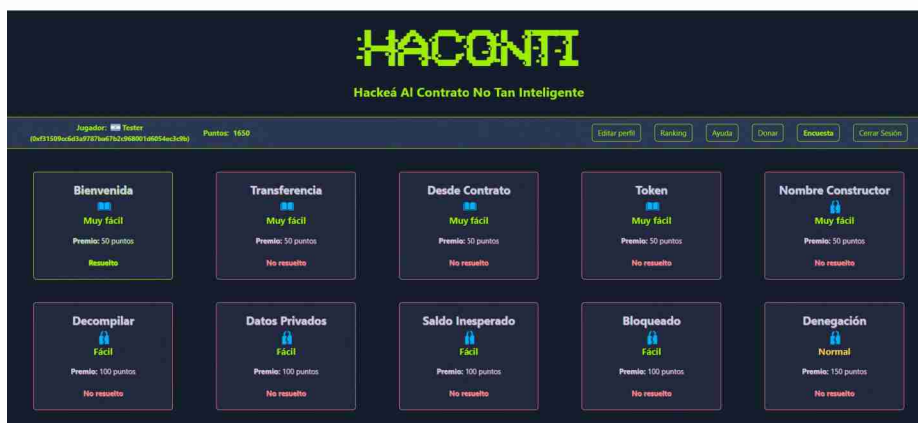 HACONTI
Hackeá Al Contrato No Tan Inteligente
Jugador: Tester
Puntos: 1650
Editar perfil
Ranking
Ayuda
Donar
Encuesta
Cerrar Sesión
Bienvenida
Muy fácil
Premio: 50 puntos
Resuelto
Transferencia
Muy fácil
Premio: 50 puntos
No resuelto
Desde Contrato
Muy fácil
Premio: 50 puntos
No resuelto
Token
Muy fácil
Premio: 50 puntos
No resuelto
Nombre Constructor
Muy fácil
Premio: 50 puntos
No resuelto
Decompilar
Fácil
Premio: 100 puntos
No resuelto
Datos Privados
Fácil
Premio: 100 puntos
No resuelto
Saldo Inesperado
Fácil
Premio: 100 puntos
No resuelto
Bloqueado
Fácil
Premio: 100 puntos
No resuelto
Denegación
Normal
Premio: 150 puntos
No resuelto